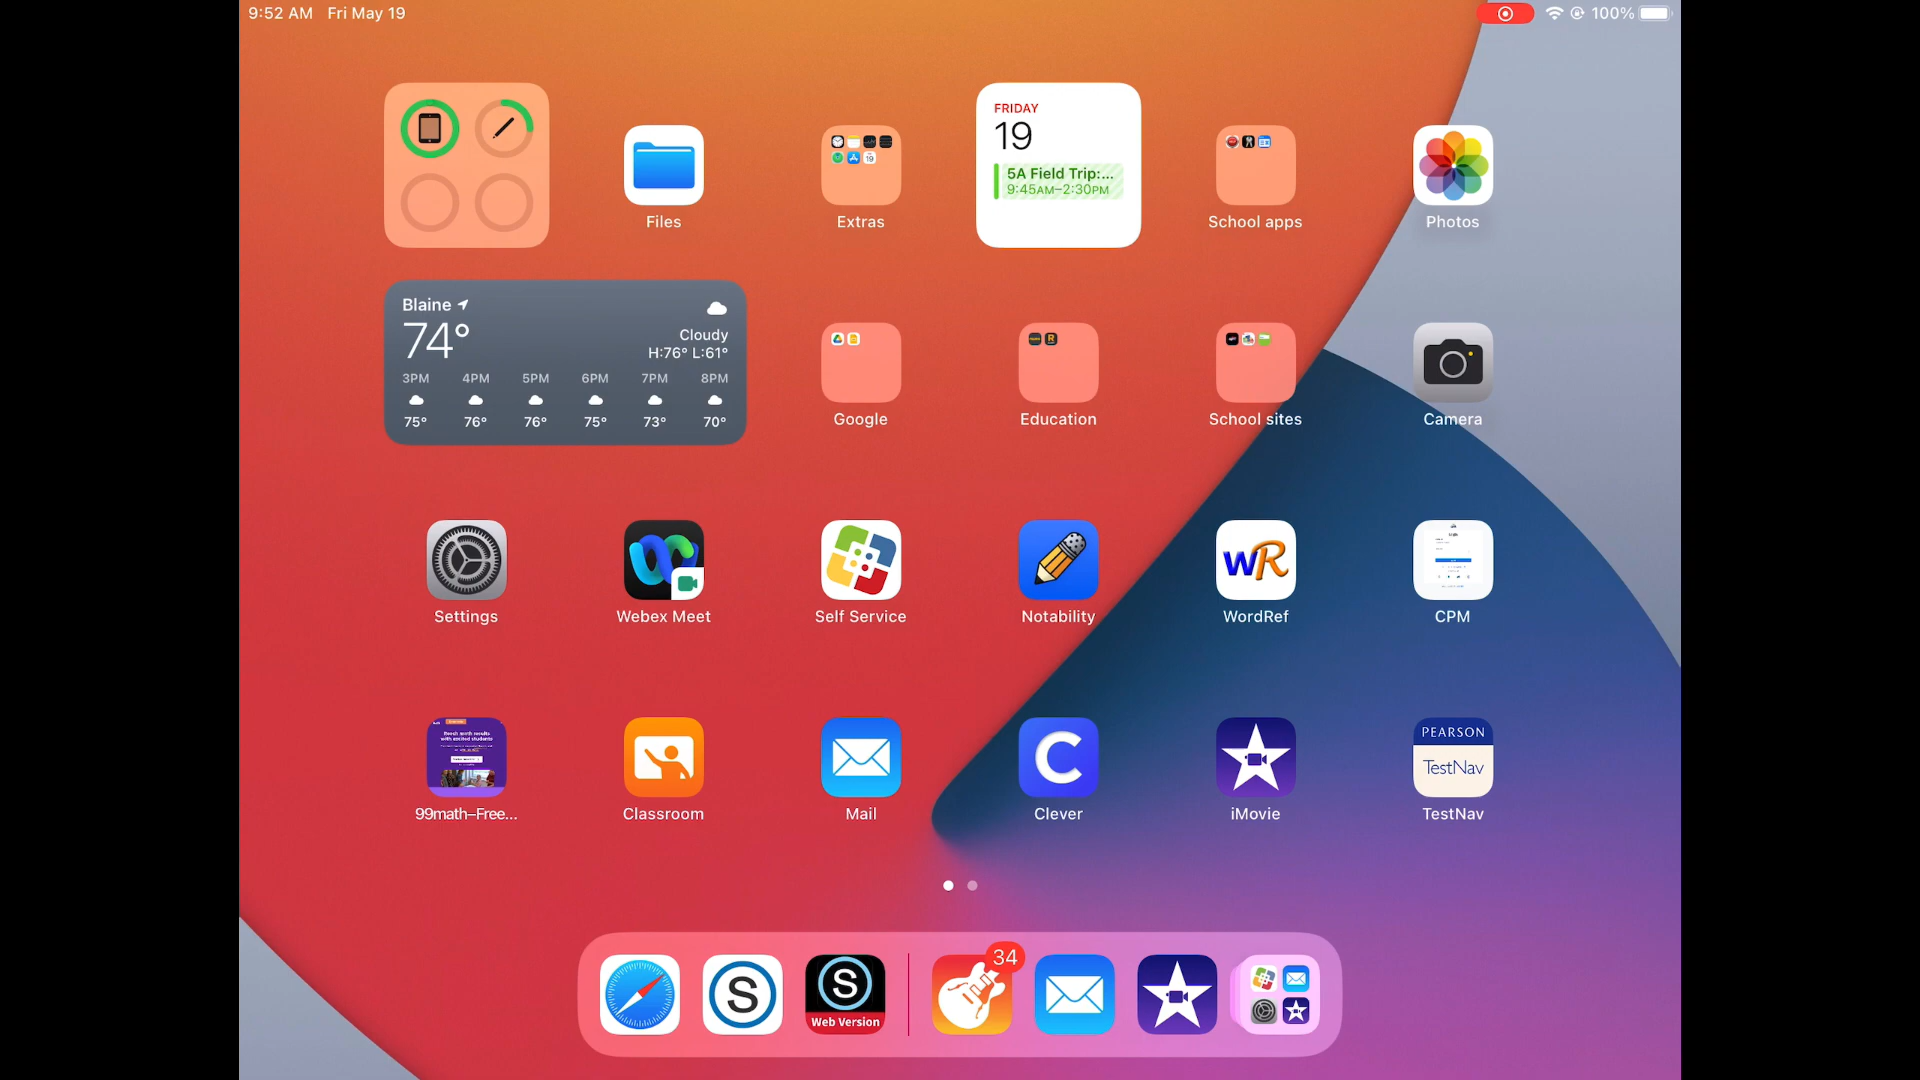 9:52 AM Fri May 19
100%
FRIDAY
19
5A Field Trip:...
9:45AM–2:30PM
Files
Extras
School apps
Photos
Blaine
74°
Cloudy
H:76° L:61°
3PM 4PM 5PM 6PM 7PM 8PM
75° 76° 76° 75° 73° 70°
Google
Education
School sites
Camera
WR
Settings
Webex Meet
Self Service
Notability
WordRef
CPM
PEARSON
TestNav
C
99math–Free...
Classroom
Mail
Clever
iMovie
TestNav
34
S
S
Web Version